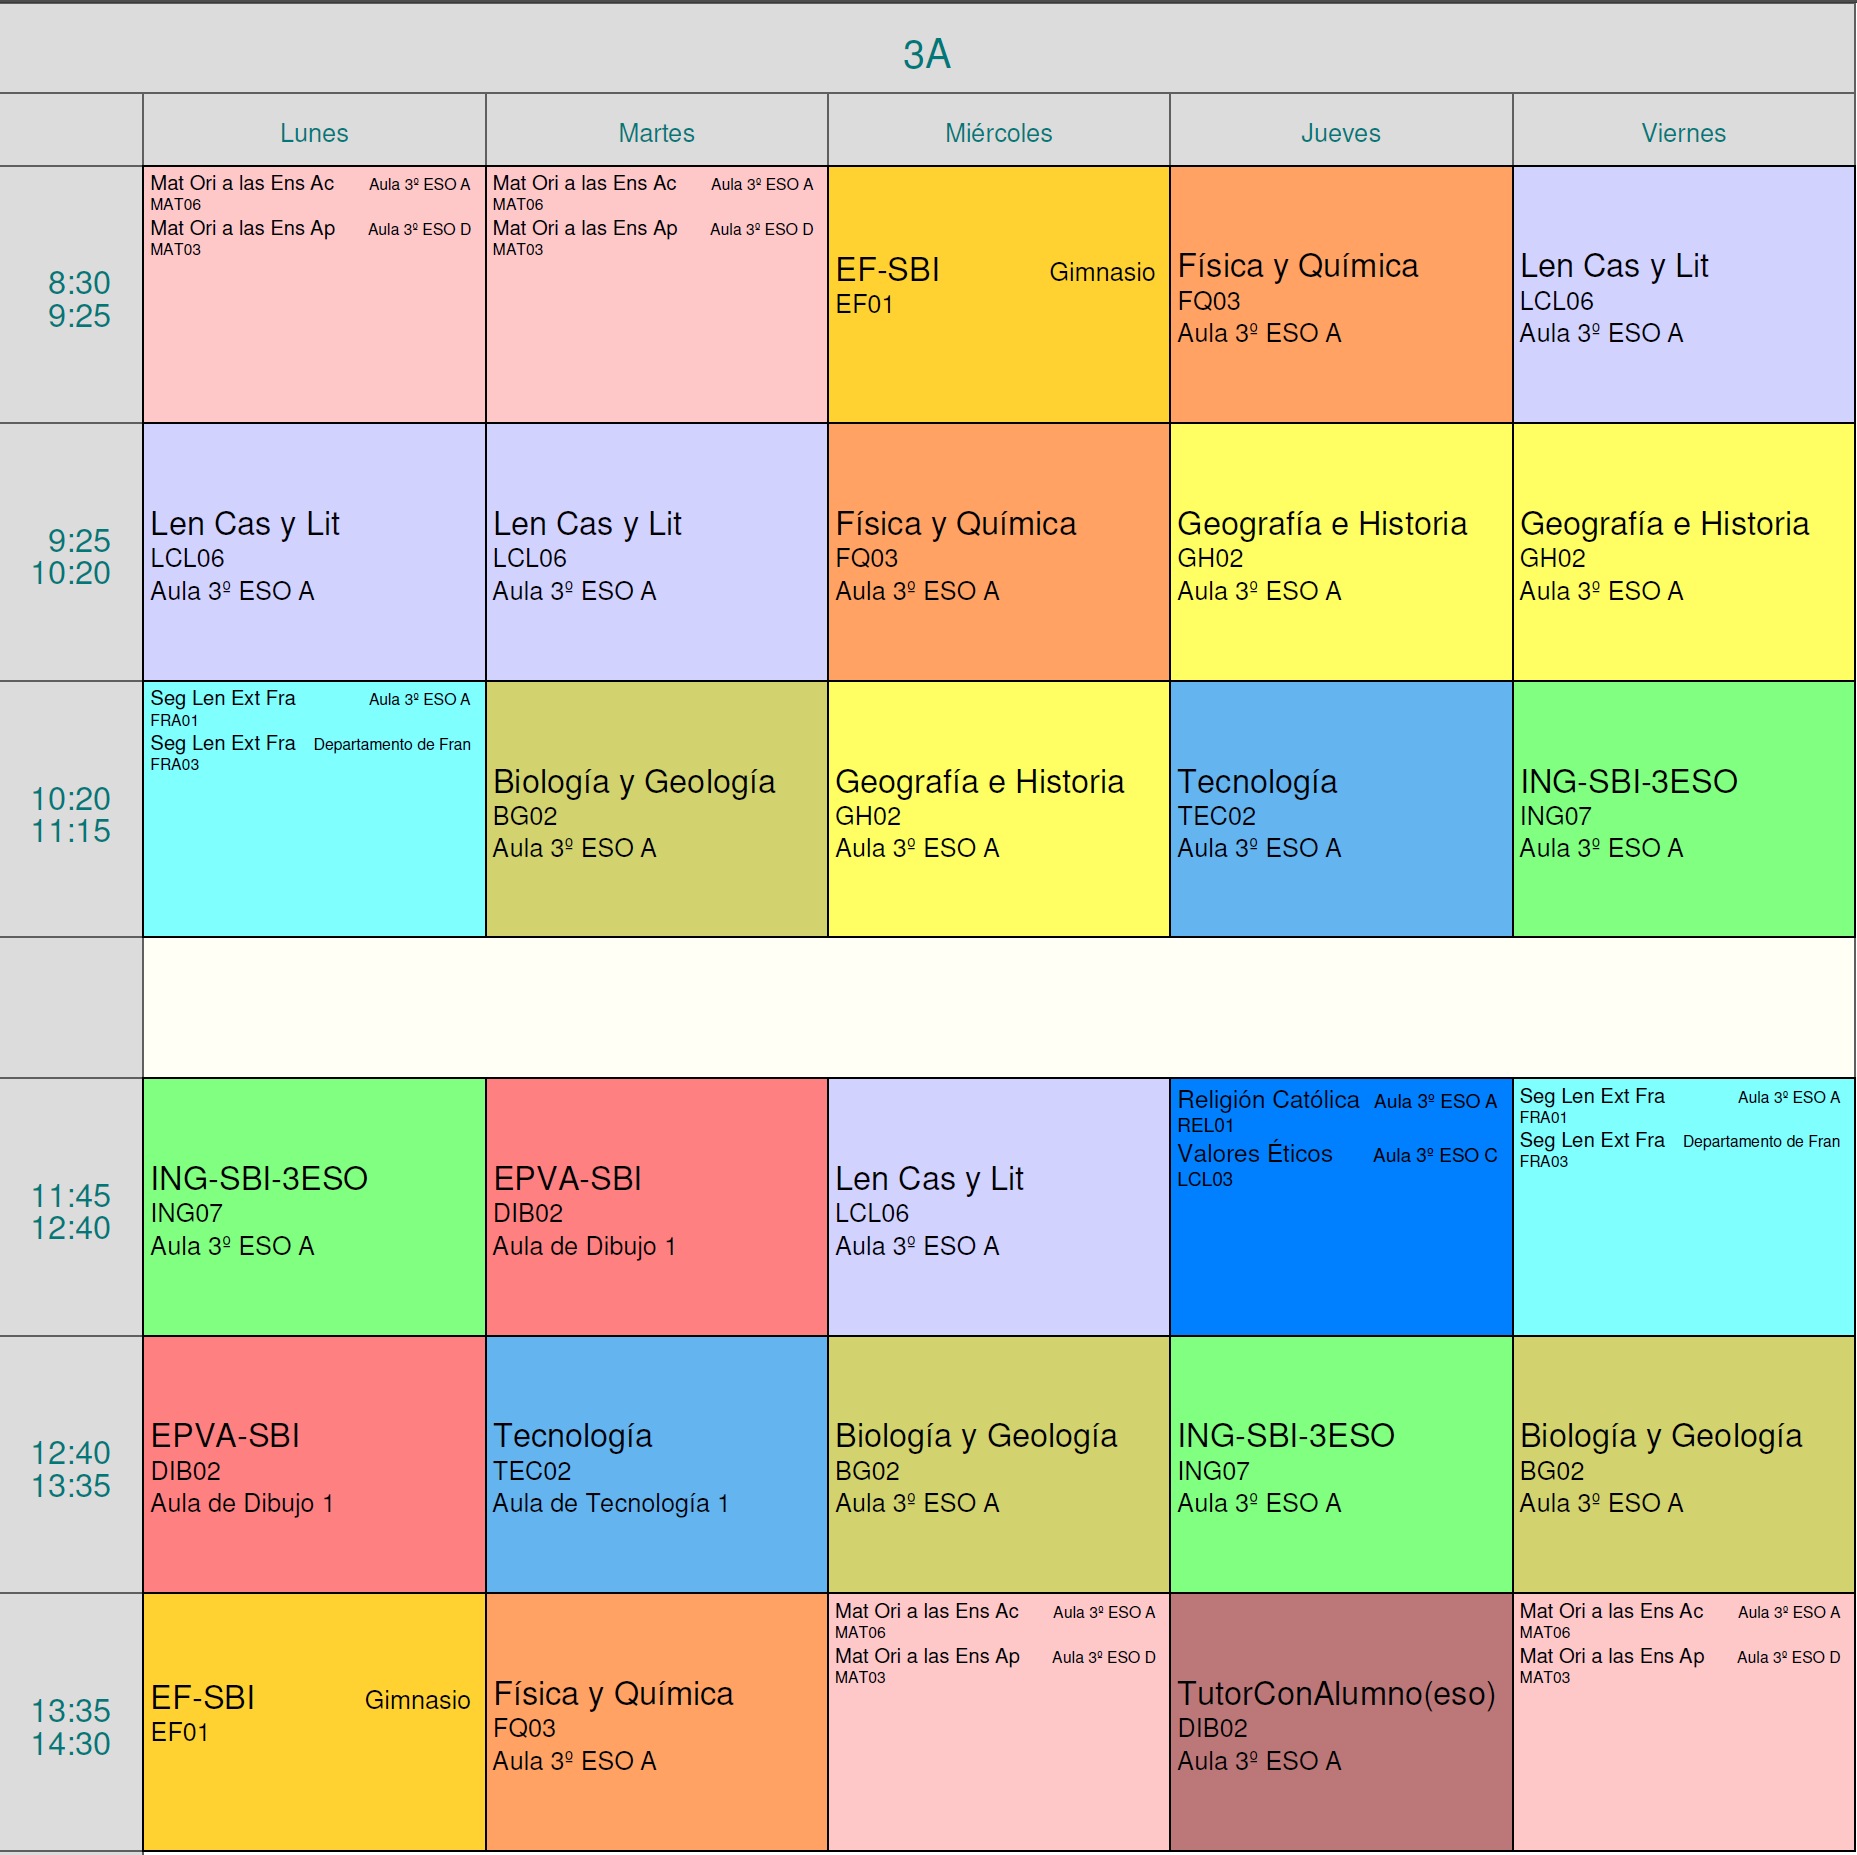 3A
Lunes Martes Miércoles Jueves Viernes
8:30
9:25
Mat Ori a las Ens Ac Aula 3º ESO A
MAT06
Mat Ori a las Ens Ap Aula 3º ESO D
MAT03
Mat Ori a las Ens Ac Aula 3º ESO A
MAT06
Mat Ori a las Ens Ap Aula 3º ESO D
MAT03
EF-SBI Gimnasio
EF01
Física y Química
FQ03
Aula 3º ESO A
Len Cas y Lit
LCL06
Aula 3º ESO A
9:25
10:20
Len Cas y Lit
LCL06
Aula 3º ESO A
Len Cas y Lit
LCL06
Aula 3º ESO A
Física y Química
FQ03
Aula 3º ESO A
Geografía e Historia
GH02
Aula 3º ESO A
Geografía e Historia
GH02
Aula 3º ESO A
10:20
11:15
Seg Len Ext Fra Aula 3º ESO A
FRA01
Seg Len Ext Fra Departamento de Fran
FRA03
Biología y Geología
BG02
Aula 3º ESO A
Geografía e Historia
GH02
Aula 3º ESO A
Tecnología
TEC02
Aula 3º ESO A
ING-SBI-3ESO
ING07
Aula 3º ESO A
11:45
12:40
ING-SBI-3ESO
ING07
Aula 3º ESO A
EPVA-SBI
DIB02
Aula de Dibujo 1
Len Cas y Lit
LCL06
Aula 3º ESO A
Religión Católica Aula 3º ESO A
REL01
Valores Éticos Aula 3º ESO C
LCL03
Seg Len Ext Fra Aula 3º ESO A
FRA01
Seg Len Ext Fra Departamento de Fran
FRA03
12:40
13:35
EPVA-SBI
DIB02
Aula de Dibujo 1
Tecnología
TEC02
Aula de Tecnología 1
Biología y Geología
BG02
Aula 3º ESO A
ING-SBI-3ESO
ING07
Aula 3º ESO A
Biología y Geología
BG02
Aula 3º ESO A
13:35
14:30
EF-SBI Gimnasio
EF01
Física y Química
FQ03
Aula 3º ESO A
Mat Ori a las Ens Ac Aula 3º ESO A
MAT06
Mat Ori a las Ens Ap Aula 3º ESO D
MAT03
TutorConAlumno(eso)
DIB02
Aula 3º ESO A
Mat Ori a las Ens Ac Aula 3º ESO A
MAT06
Mat Ori a las Ens Ap Aula 3º ESO D
MAT03